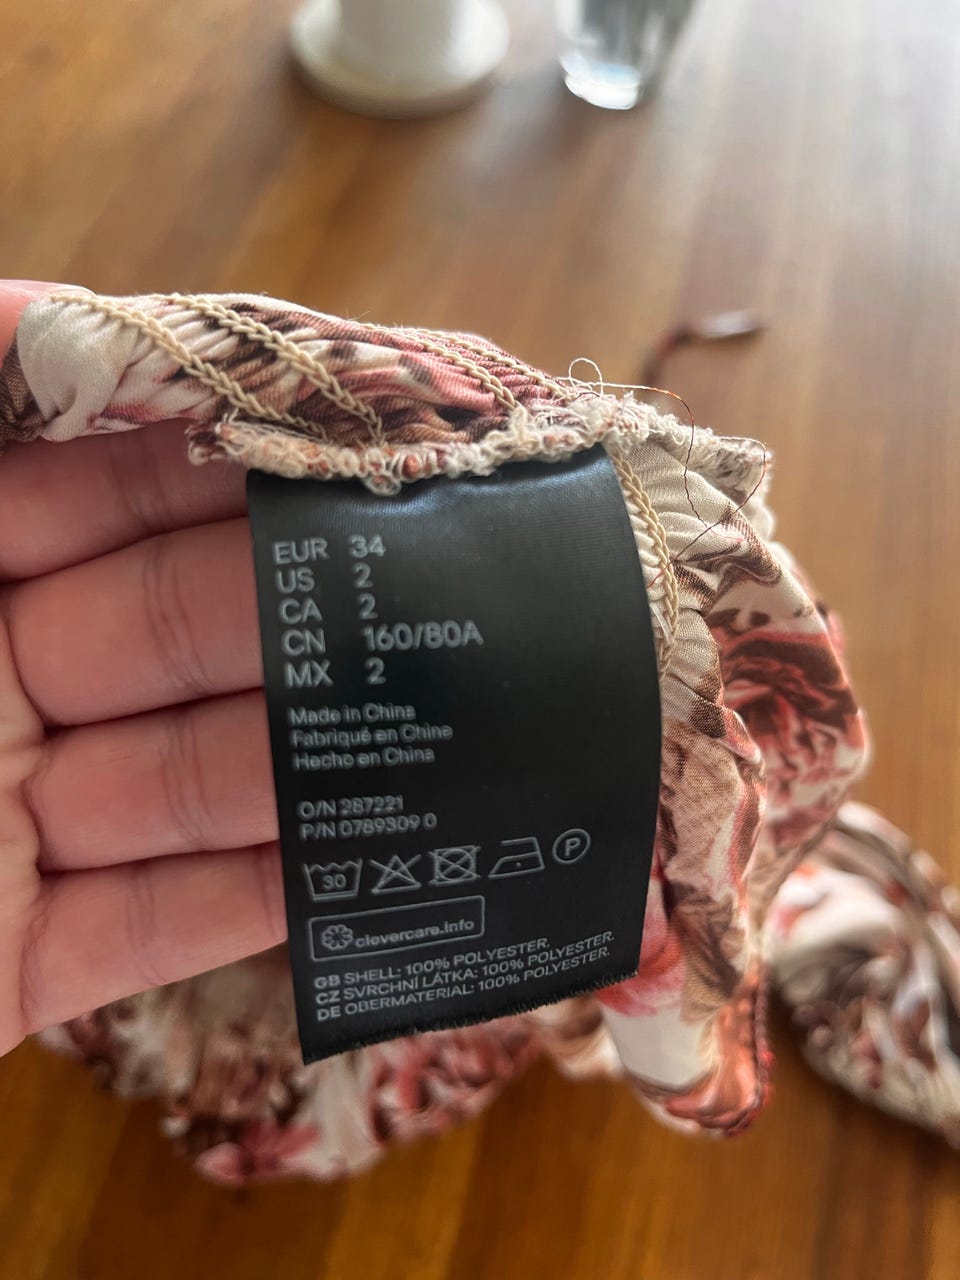 EUR 34
US 2
CA 2
CN 160/80A
MX 2
Made in China
Fabriqué en Chine
Hecho en China
O/N 287221
P/N 0789309 0
30 P
clevercare.info
GB SHELL: 100% POLYESTER.
CZ SVRCHNÍ LÁTKA: 100% POLYESTER.
DE OBERMATERIAL: 100% POLYESTER.